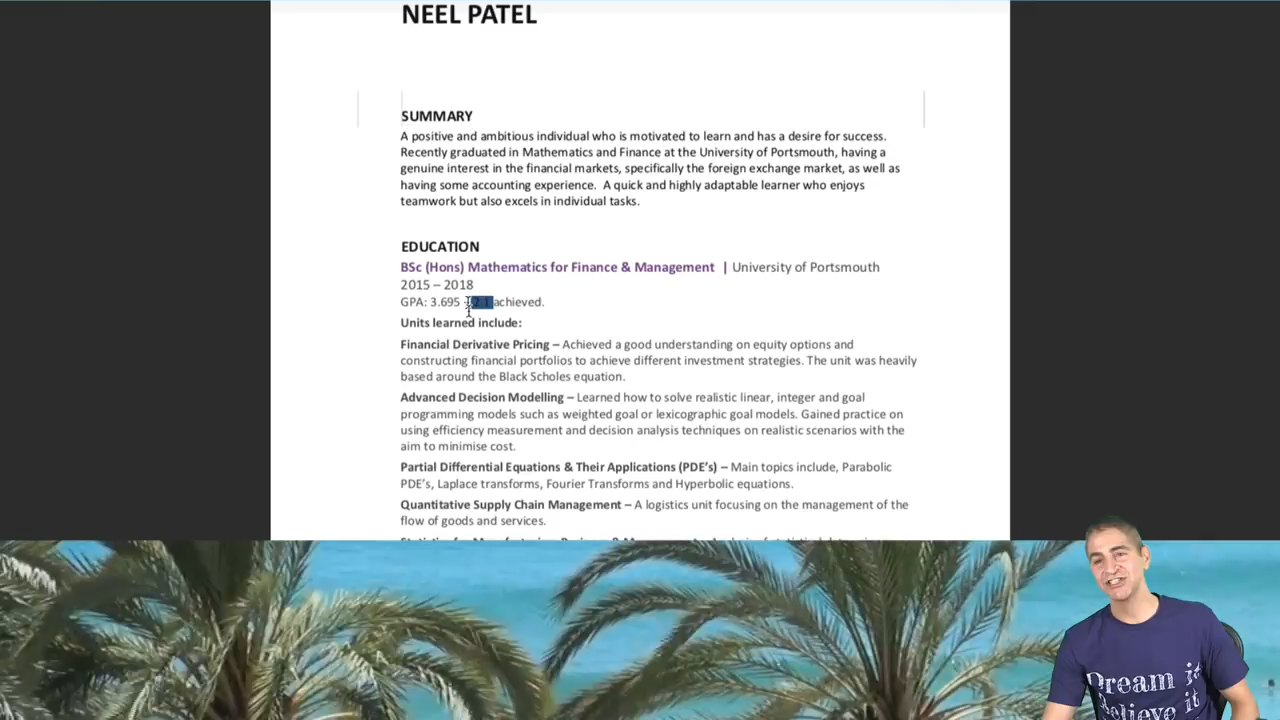 NEEL PATEL
SUMMARY
A positive and ambitious individual who is motivated to learn and has a desire for success.
Recently graduated in Mathematics and Finance at the University of Portsmouth, having a
genuine interest in the financial markets, specifically the foreign exchange market, as well as
having some accounting experience.  A quick and highly adaptable learner who enjoys
teamwork but also excels in individual tasks.
EDUCATION
BSc (Hons) Mathematics for Finance & Management | University of Portsmouth
2015 – 2018
GPA: 3.695 2.1 achieved.
Units learned include:
Financial Derivative Pricing – Achieved a good understanding on equity options and
constructing financial portfolios to achieve different investment strategies. The unit was heavily
based around the Black Scholes equation.
Advanced Decision Modelling – Learned how to solve realistic linear, integer and goal
programming models such as weighted goal or lexicographic goal models. Gained practice on
using efficiency measurement and decision analysis techniques on realistic scenarios with the
aim to minimise cost.
Partial Differential Equations & Their Applications (PDE's) – Main topics include, Parabolic
PDE's, Laplace transforms, Fourier Transforms and Hyperbolic equations.
Quantitative Supply Chain Management – A logistics unit focusing on the management of the
flow of goods and services.
Dream it
Believe it